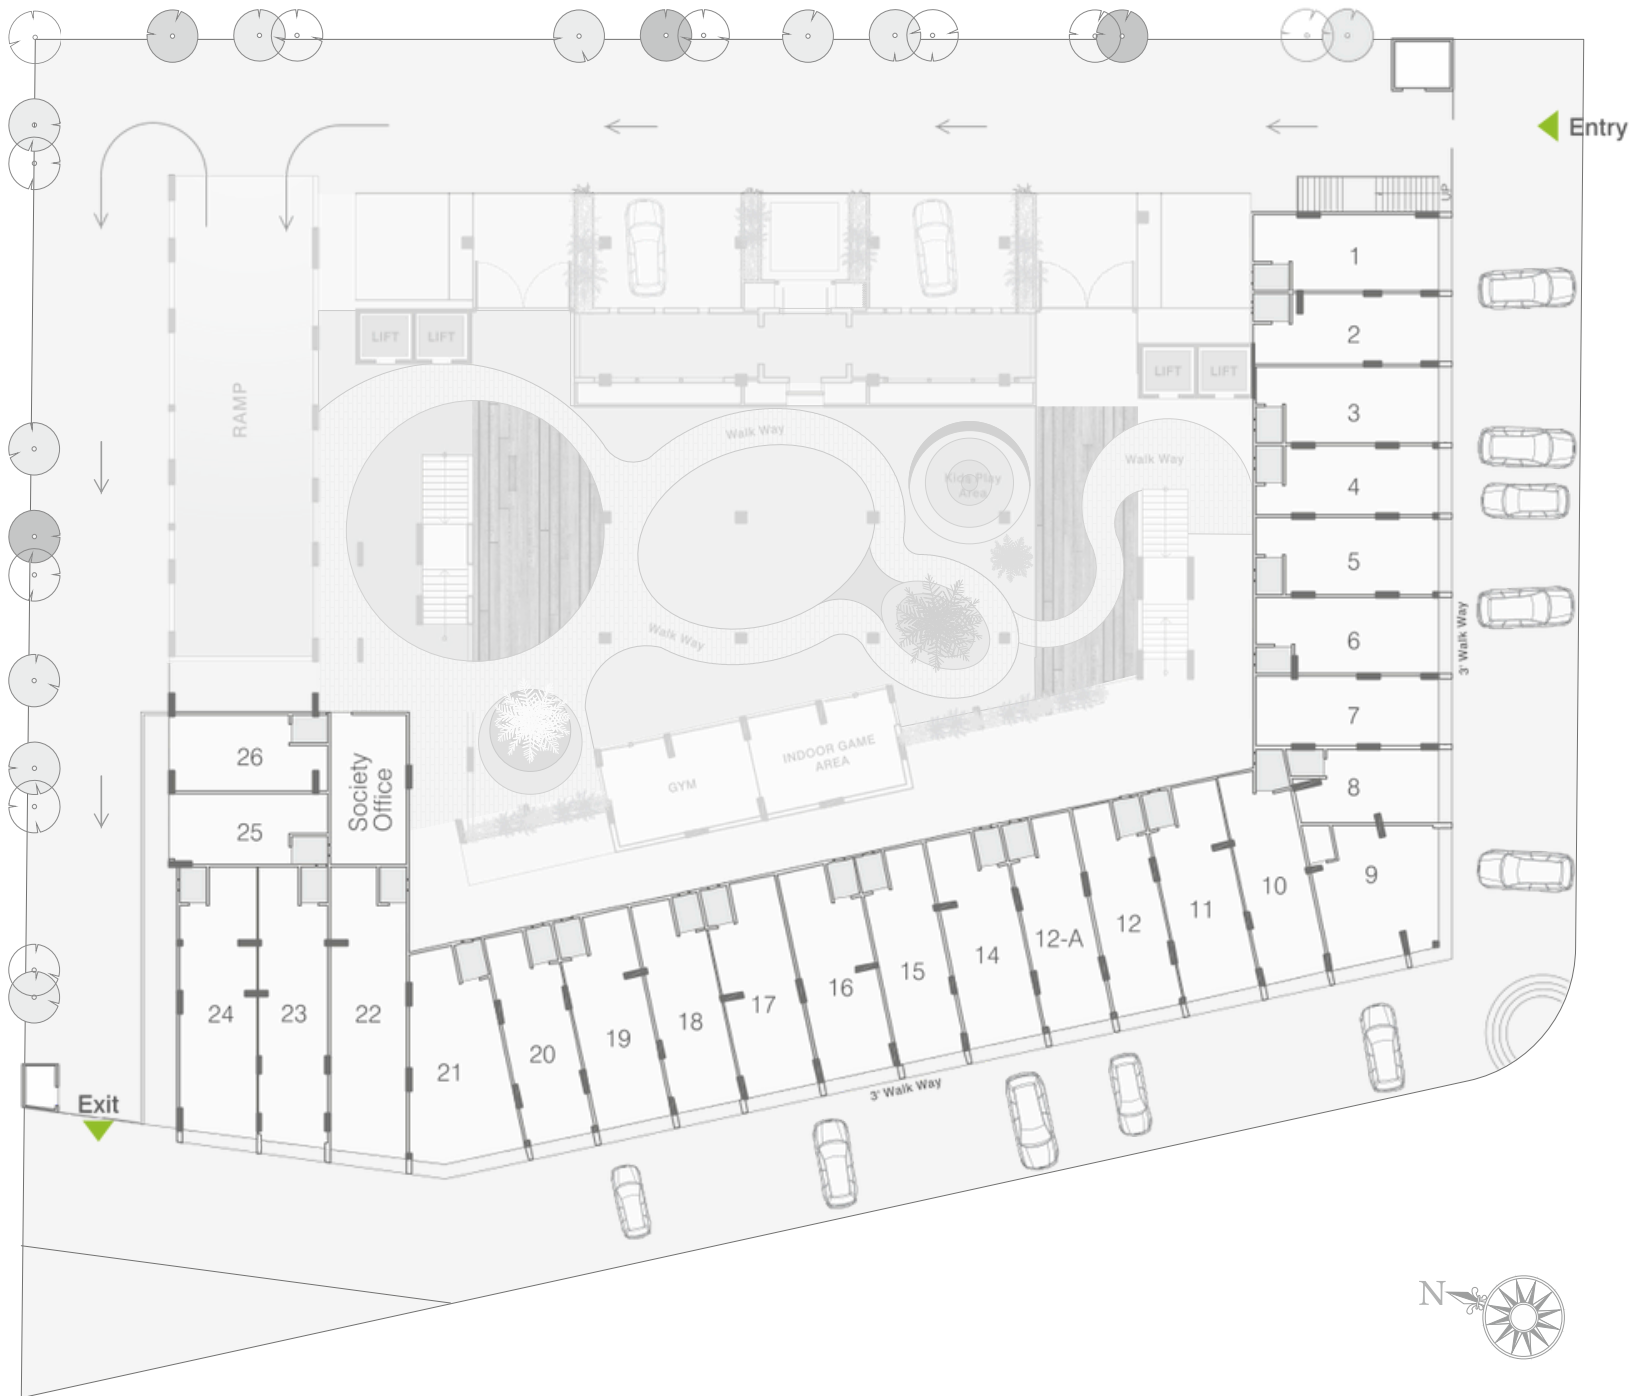 Entry
UP
1
LIFT
LIFT
2
LIFT
LIFT
RAMP
3
Walk Way
Walk Way
Kids Play
Area
4
5
6
3' Walk Way
Walk Way
7
26
Society
Office
INDOOR GAME
AREA
GYM
8
25
9
10
11
12
12-A
14
15
16
17
18
19
20
21
22
23
24
3' Walk Way
Exit
N